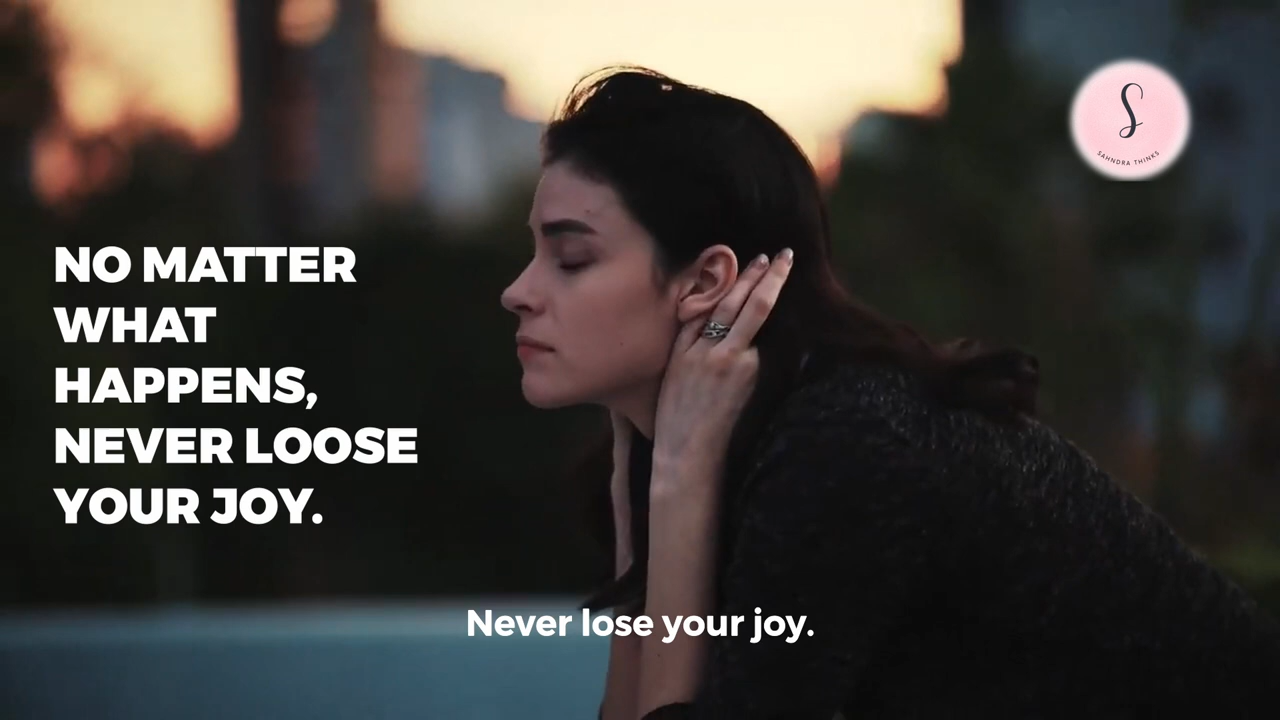 S
SAHNDRA THINKS
NO MATTER
WHAT
HAPPENS,
NEVER LOOSE
YOUR JOY.
Never lose your joy.